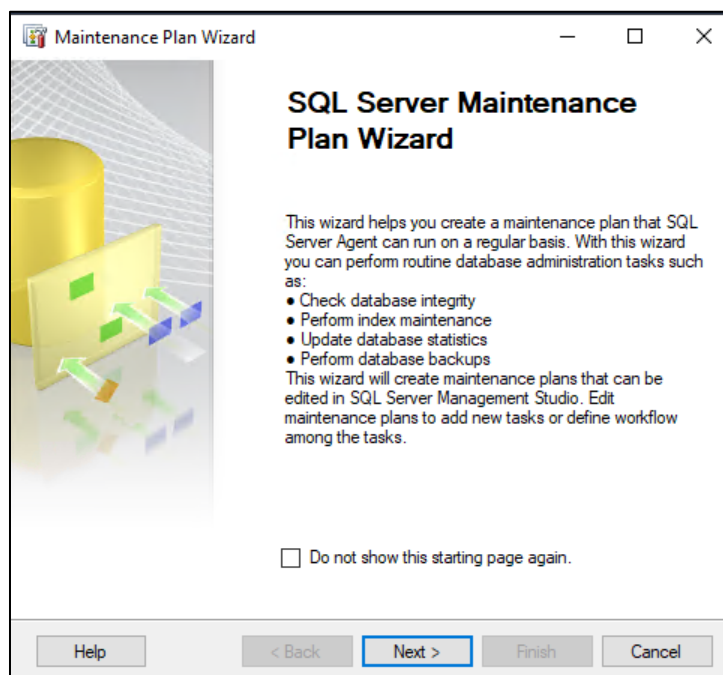 Maintenance Plan Wizard
SQL Server Maintenance
Plan Wizard
This wizard helps you create a maintenance plan that SQL
Server Agent can run on a regular basis. With this wizard
you can perform routine database administration tasks such
as:
● Check database integrity
● Perform index maintenance
● Update database statistics
● Perform database backups
This wizard will create maintenance plans that can be
edited in SQL Server Management Studio. Edit
maintenance plans to add new tasks or define workflow
among the tasks.
Do not show this starting page again.
Help < Back Next > Finish Cancel